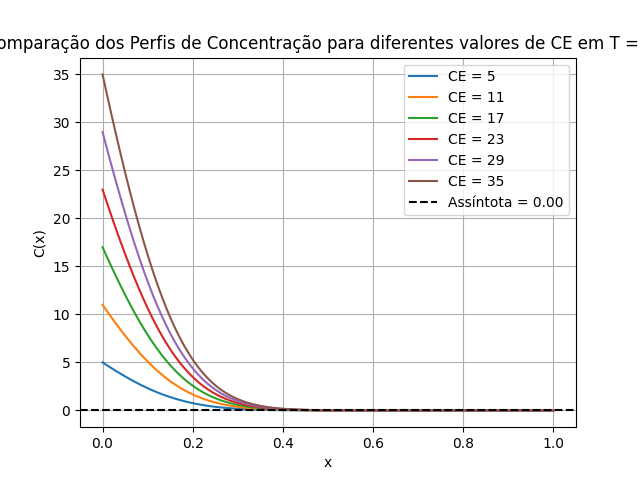 omparação dos Perfis de Concentração para diferentes valores de CE em T =
35
30
25
20
15
10
5
0
C(x)
CE = 5
CE = 11
CE = 17
CE = 23
CE = 29
CE = 35
Assíntota = 0.00
0.0
0.2
0.4
0.6
0.8
1.0
x